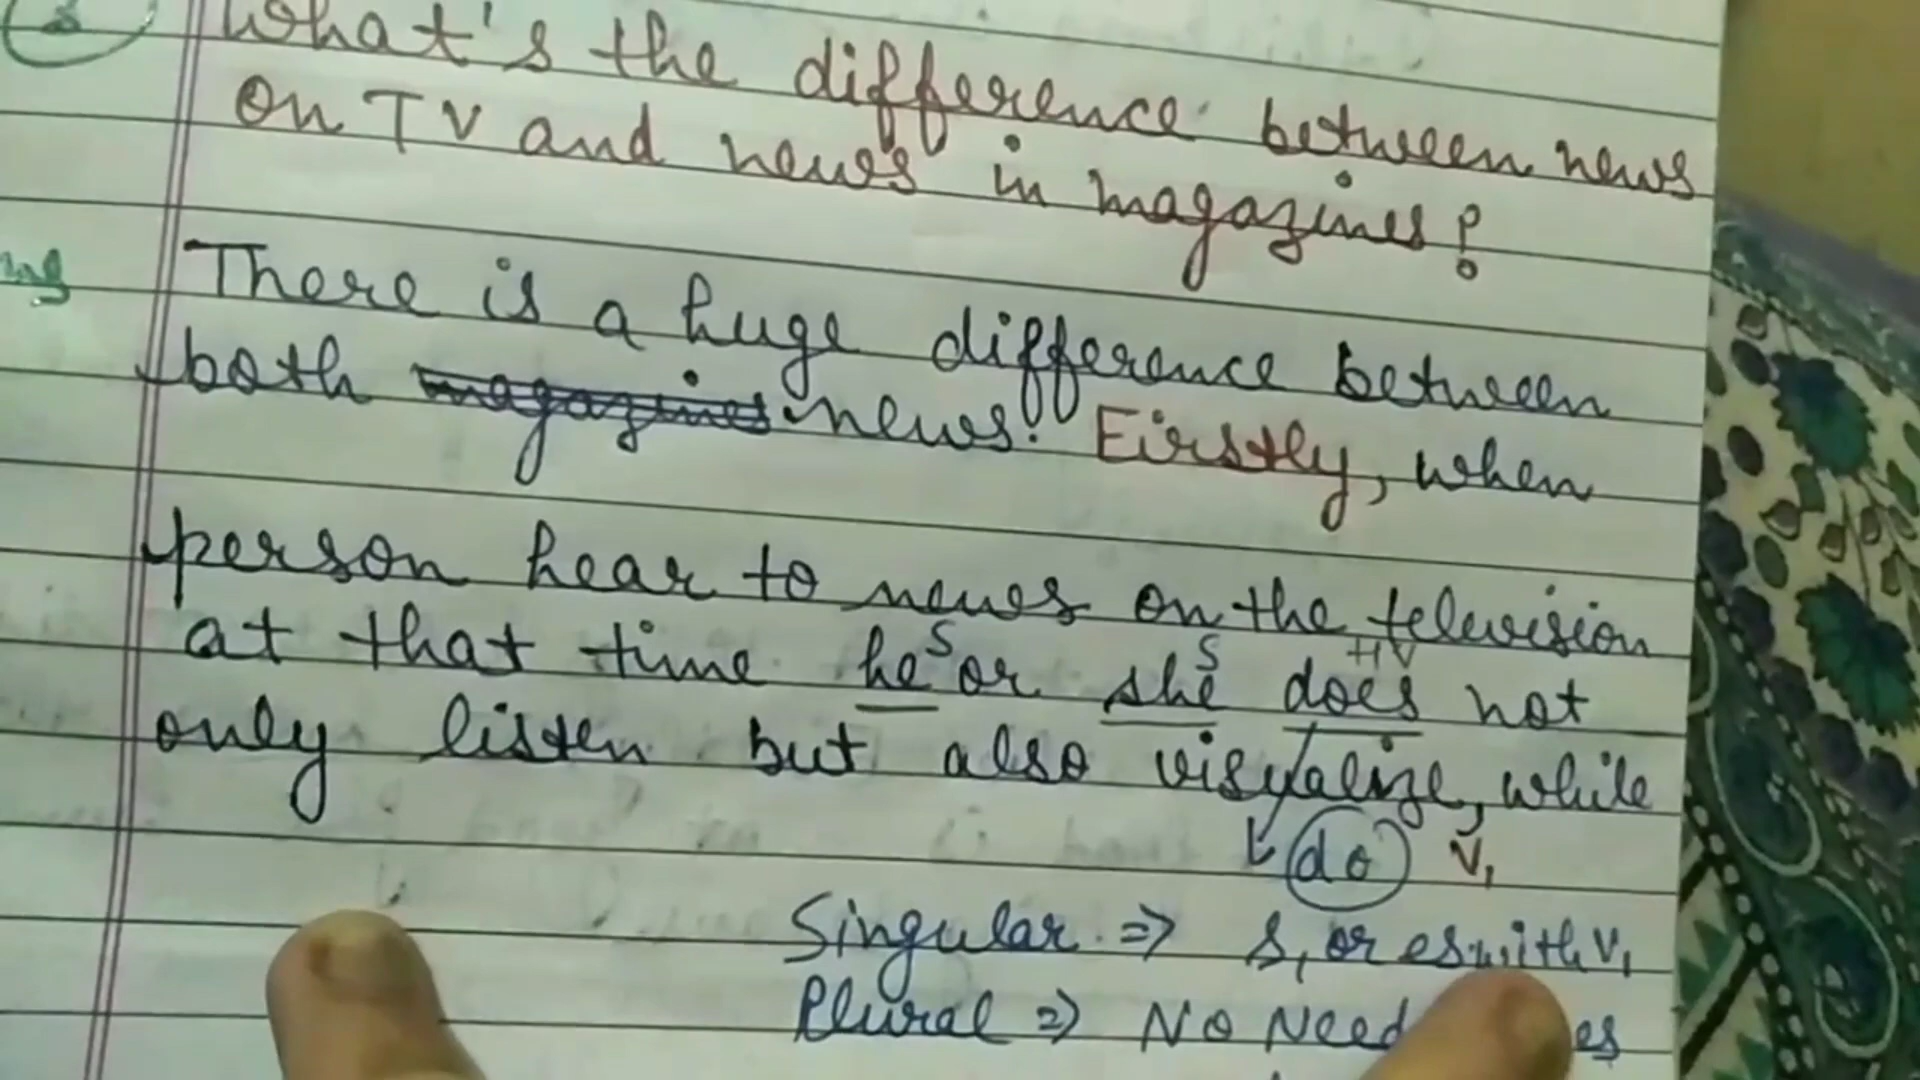 What's the difference between news
on TV and news in magazines?
Ans There is a huge difference between
both magazines news. Firstly, when
person hear to news on the television
at that time he S or she S does HV not
only listen but also visualize, while
do V1
Singular => s, or es with V1
Plural => No Need es